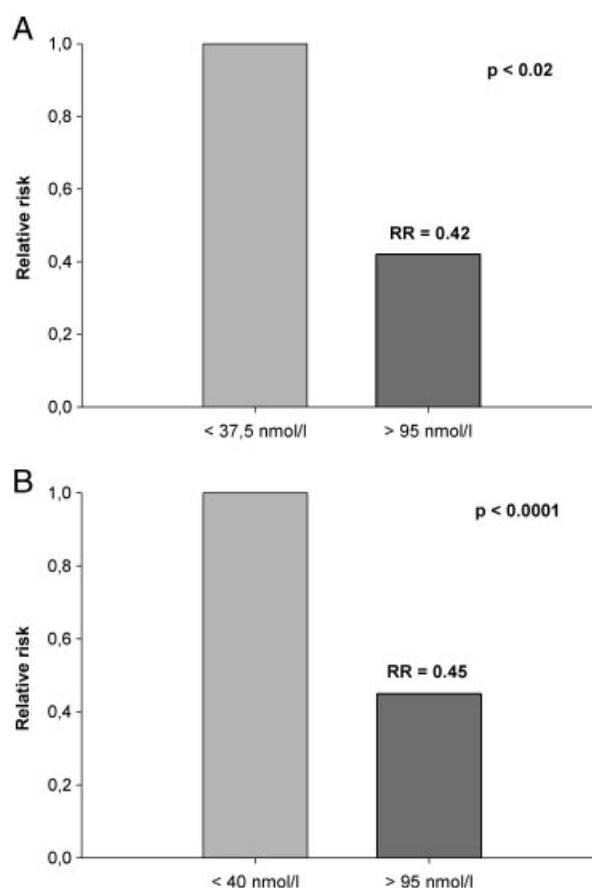 A
1,0
p < 0.02
0,8
0,6
RR = 0.42
0,4
0,2
0,0
Relative risk
< 37,5 nmol/l
> 95 nmol/l
B
1,0
p < 0.0001
0,8
0,6
RR = 0.45
0,4
0,2
0,0
Relative risk
< 40 nmol/l
> 95 nmol/l